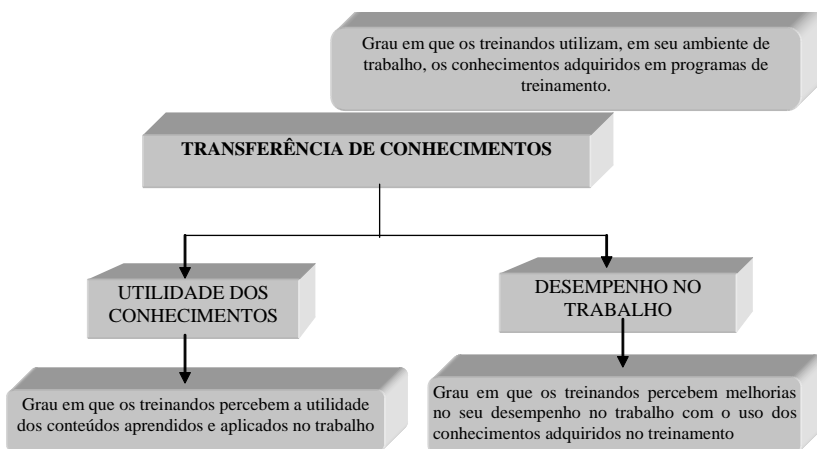 Grau em que os treinandos utilizam, em seu ambiente de
trabalho, os conhecimentos adquiridos em programas de
treinamento.
TRANSFERÊNCIA DE CONHECIMENTOS
UTILIDADE DOS
CONHECIMENTOS
DESEMPENHO NO
TRABALHO
Grau em que os treinandos percebem a utilidade
dos conteúdos aprendidos e aplicados no trabalho
Grau em que os treinandos percebem melhorias
no seu desempenho no trabalho com o uso dos
conhecimentos adquiridos no treinamento